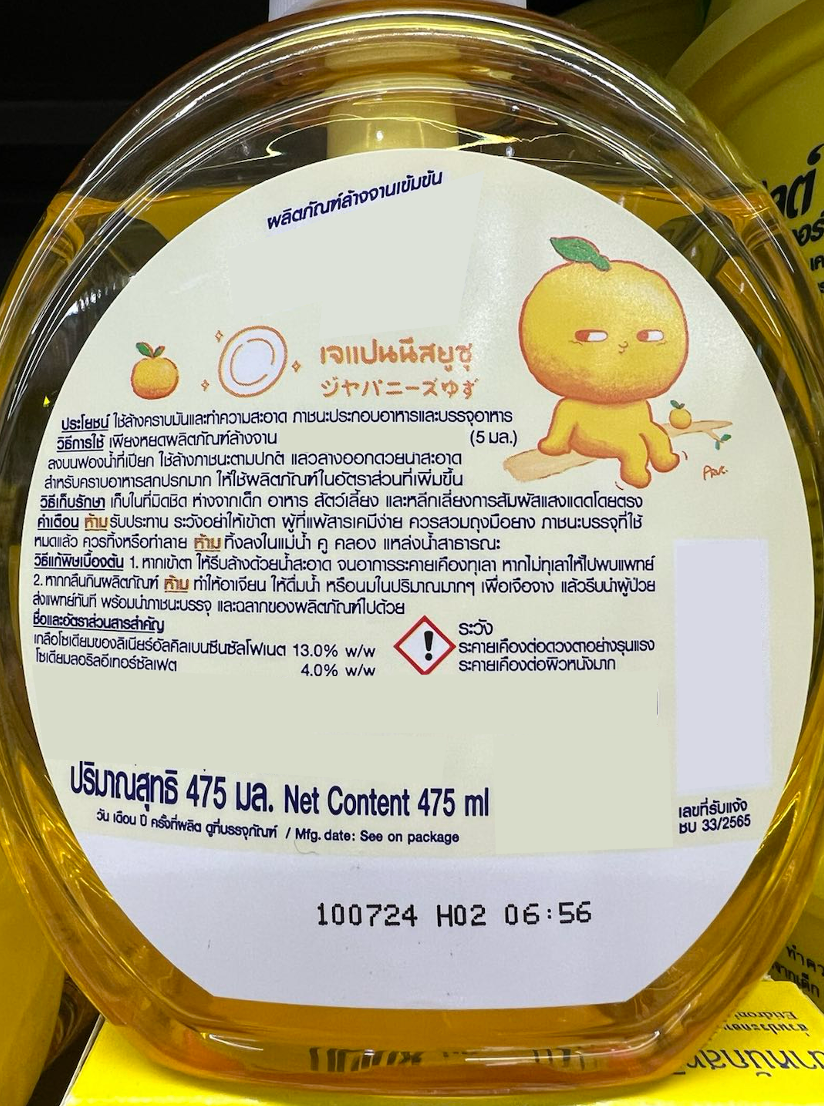 ผลิตภัณฑ์ล้างจานเข้มข้น
เจแปนนีสยูซุ
ジャパニーズゆず
ประโยชน์ ใช้ล้างคราบมันและทำความสะอาด ภาชนะประกอบอาหารและบรรจุอาหาร
วิธีการใช้ เพียงหยดผลิตภัณฑ์ล้างจาน (5 มล.)
ลงบนฟองน้ำที่เปียก ใช้ล้างภาชนะตามปกติ แล้วล้างออกด้วยน้ำสะอาด
สำหรับคราบอาหารสกปรกมาก ให้ใช้ผลิตภัณฑ์ในอัตราส่วนที่เพิ่มขึ้น
วิธีเก็บรักษา เก็บในที่มิดชิด ห่างจากเด็ก อาหาร สัตว์เลี้ยง และหลีกเลี่ยงการสัมผัสแสงแดดโดยตรง
คำเตือน ห้ามรับประทาน ระวังอย่าให้เข้าตา ผู้ที่แพ้สารเคมีง่าย ควรสวมถุงมือยาง ภาชนะบรรจุที่ใช้
หมดแล้ว ควรทิ้งหรือทำลาย ห้ามทิ้งลงในแม่น้ำ คู คลอง แหล่งน้ำสาธารณะ
วิธีแก้พิษเบื้องต้น 1. หากเข้าตา ให้รีบล้างด้วยน้ำสะอาด จนอาการระคายเคืองทุเลา หากไม่ทุเลาให้ไปพบแพทย์
2. หากกลืนกินผลิตภัณฑ์ ห้าม ทำให้อาเจียน ให้ดื่มน้ำ หรือนมในปริมาณมากๆ เพื่อเจือจาง แล้วรีบนำผู้ป่วย
ส่งแพทย์ทันที พร้อมนำภาชนะบรรจุ และฉลากของผลิตภัณฑ์ไปด้วย
ชื่อและอัตราส่วนสารสำคัญ
เกลือโซเดียมของลิเนียร์อัลคิลเบนซีนซัลโฟเนต 13.0% w/w
โซเดียมลอริลอีเทอร์ซัลเฟต 4.0% w/w
ระวัง
ระคายเคืองต่อดวงตาอย่างรุนแรง
ระคายเคืองต่อผิวหนังมาก
ปริมาณสุทธิ 475 มล. Net Content 475 ml
วัน เดือน ปี ครั้งที่ผลิต ดูที่บรรจุภัณฑ์ / Mfg. date: See on package
เลขที่รับแจ้ง
ชบ 33/2565
100724 H02 06:56